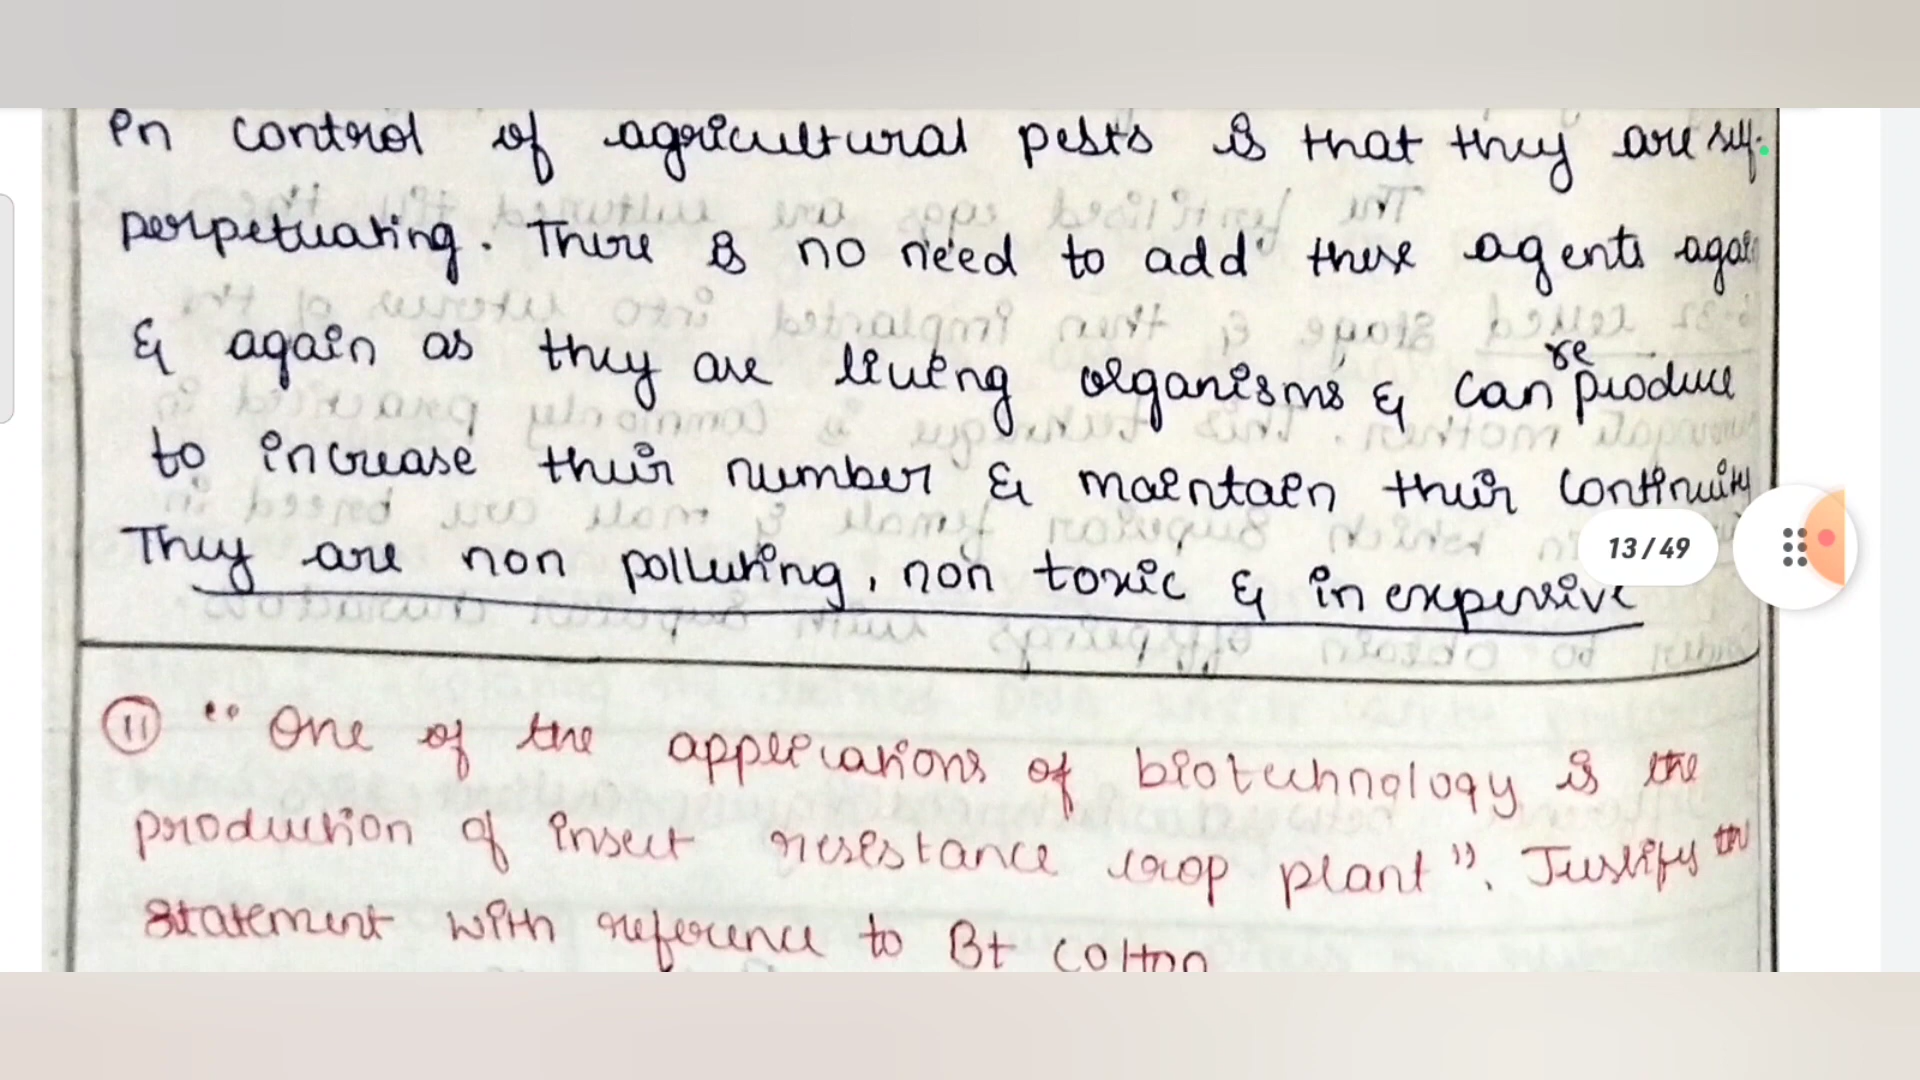 in control of agricultural pests is that they are self-
perpetuating. There is no need to add these agents again
& again as they are living organisms & can reproduce
to increase their number & maintain their continuity
They are non polluting, non toxic & in expensive
13/49
11 "One of the applications of biotechnology is the
production of insect resistance crop plant". Justify the
statement with reference to Bt cotton